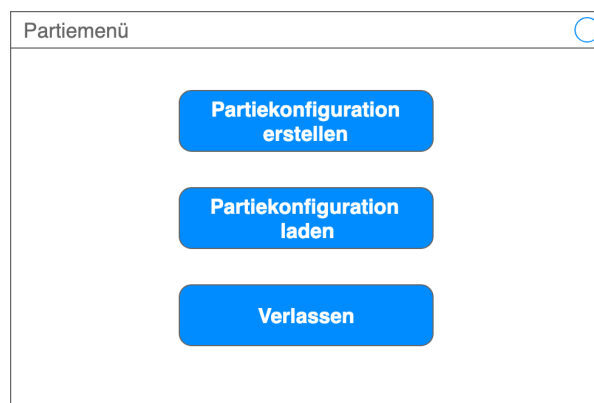 Partiemenü
Partiekonfiguration
erstellen
Partiekonfiguration
laden
Verlassen